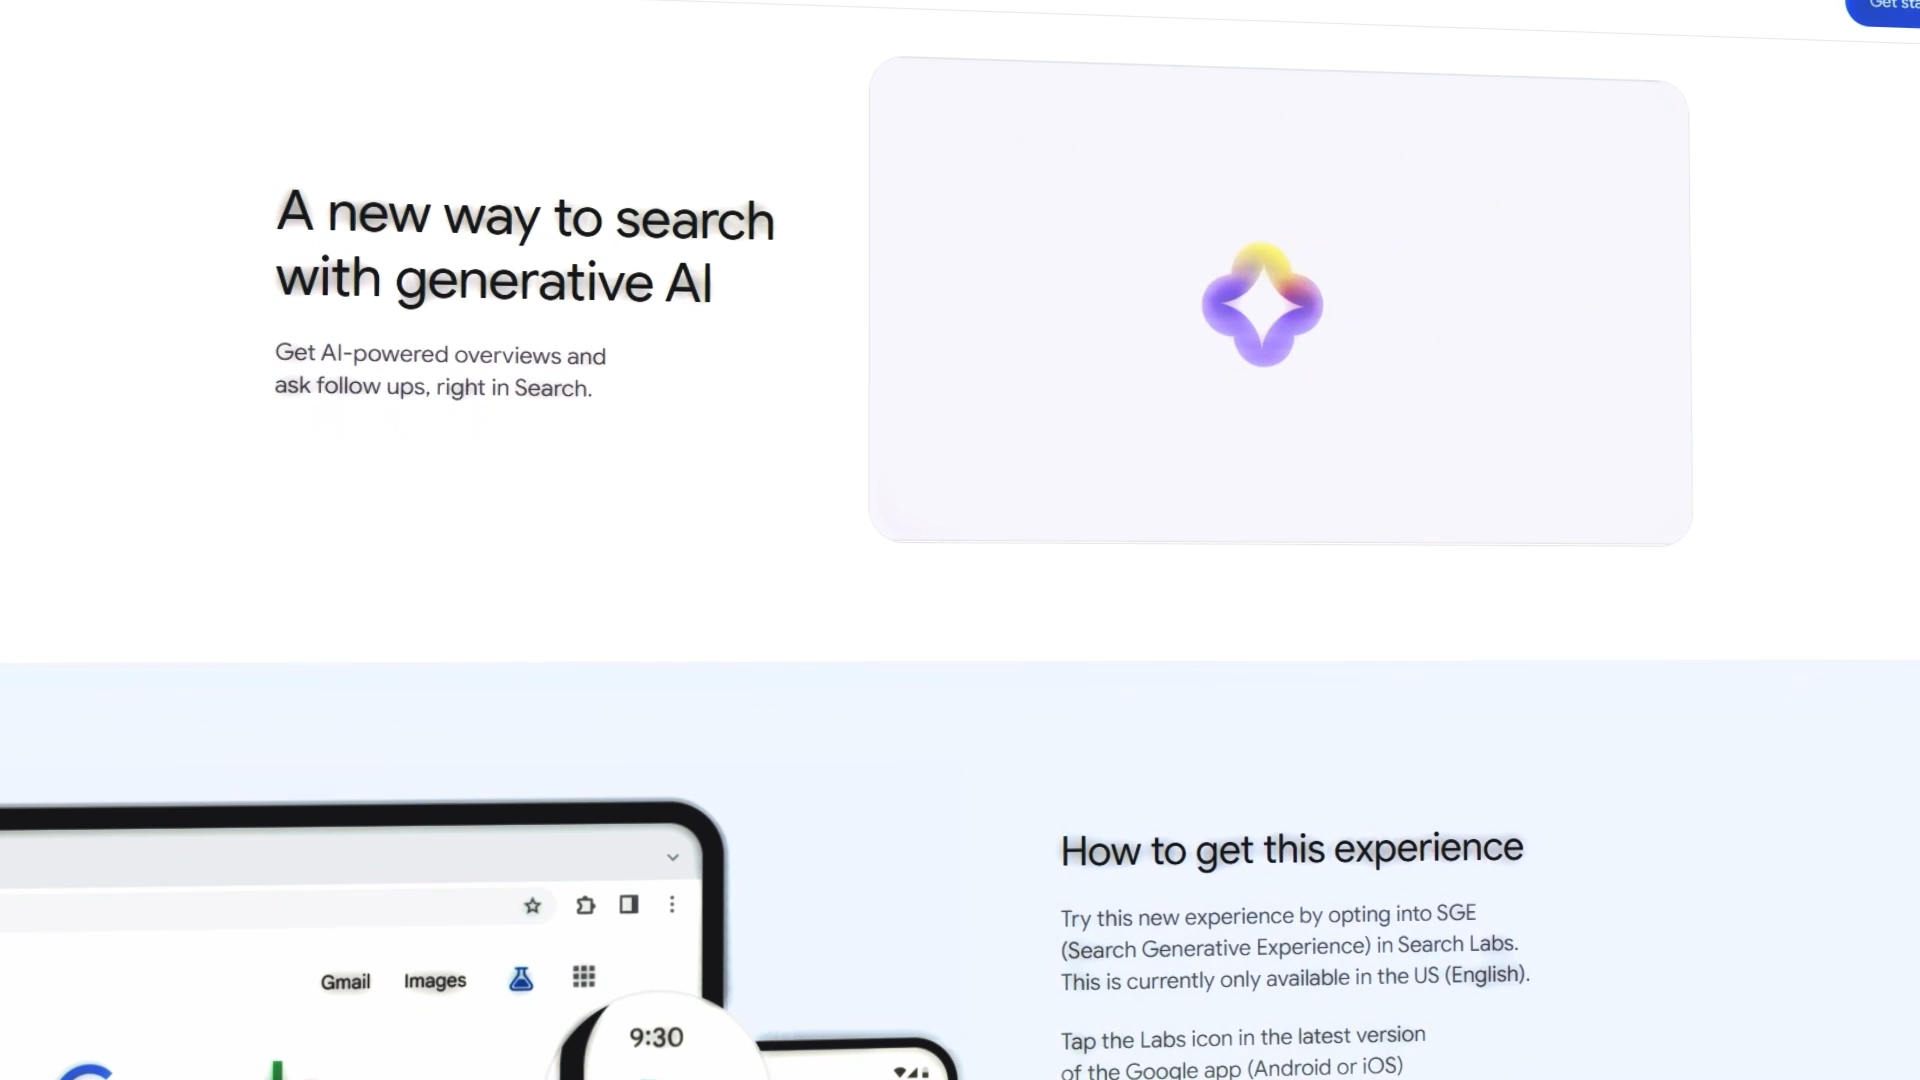 A new way to search
with generative AI
Get AI-powered overviews and
ask follow ups, right in Search.
Gmail Images
9:30
How to get this experience
Try this new experience by opting into SGE
(Search Generative Experience) in Search Labs.
This is currently only available in the US (English).
Tap the Labs icon in the latest version
of the Google app (Android or iOS)